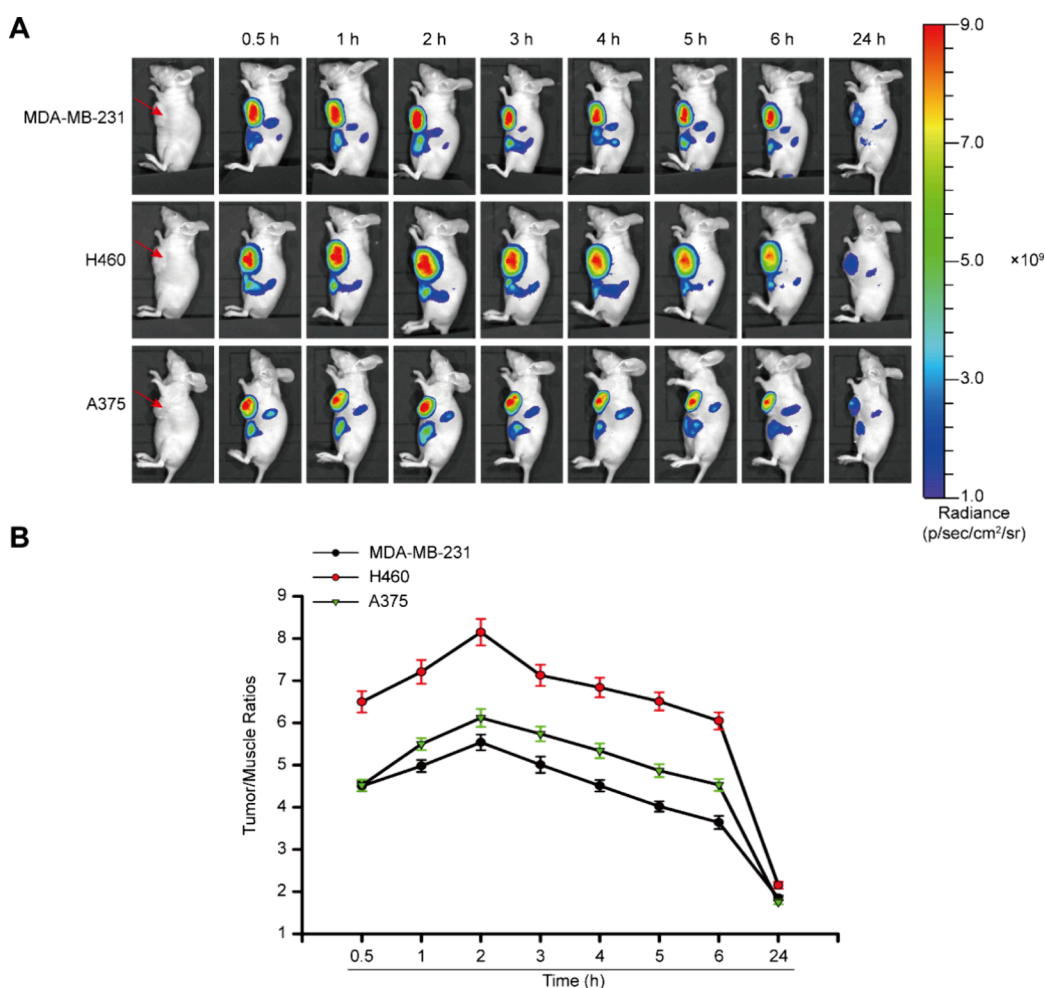 A
0.5 h 1 h 2 h 3 h 4 h 5 h 6 h 24 h
MDA-MB-231
H460
A375
9.0
7.0
5.0
×10⁹
3.0
1.0
Radiance
(p/sec/cm²/sr)
B
MDA-MB-231
H460
A375
Tumor/Muscle Ratios
9
8
7
6
5
4
3
2
1
0.5 1 2 3 4 5 6 24
Time (h)